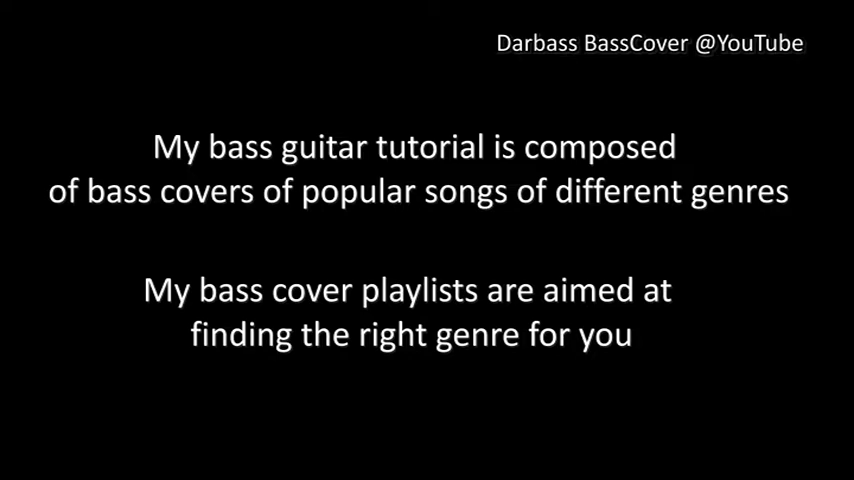 Darbass BassCover @YouTube
My bass guitar tutorial is composed
of bass covers of popular songs of different genres
My bass cover playlists are aimed at
finding the right genre for you